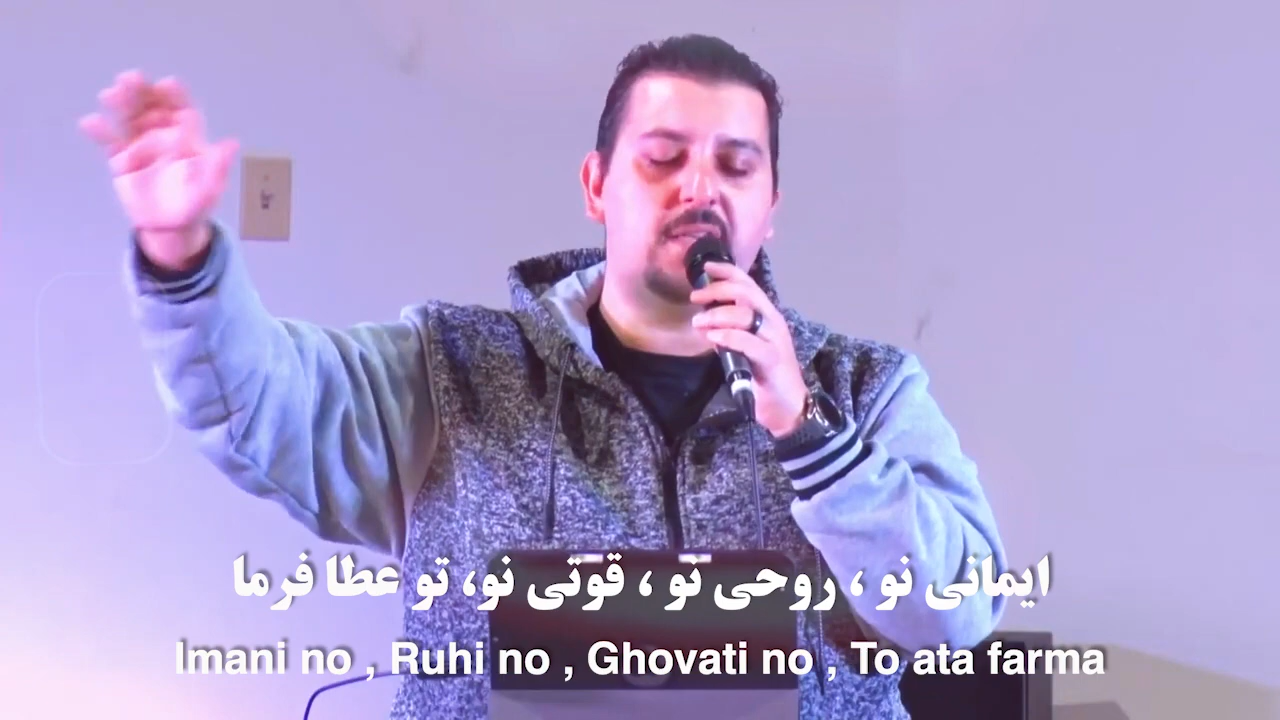 ایمانی نو ، روحی نو ، قوتی نو، تو عطا فرما
Imani no , Ruhi no , Ghovati no , To ata farma